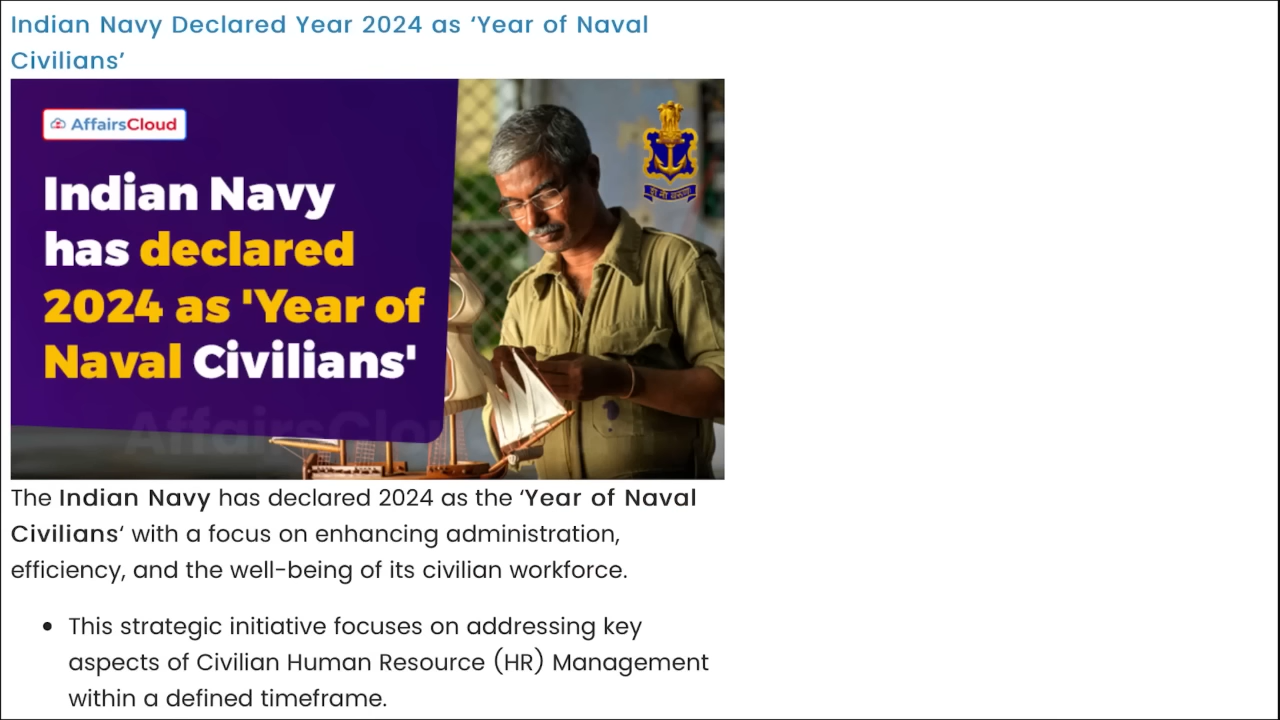 Indian Navy Declared Year 2024 as ‘Year of Naval
Civilians’
AffairsCloud
Indian Navy
has declared
2024 as 'Year of
Naval Civilians'
The Indian Navy has declared 2024 as the ‘Year of Naval
Civilians‘ with a focus on enhancing administration,
efficiency, and the well-being of its civilian workforce.
• This strategic initiative focuses on addressing key
aspects of Civilian Human Resource (HR) Management
within a defined timeframe.